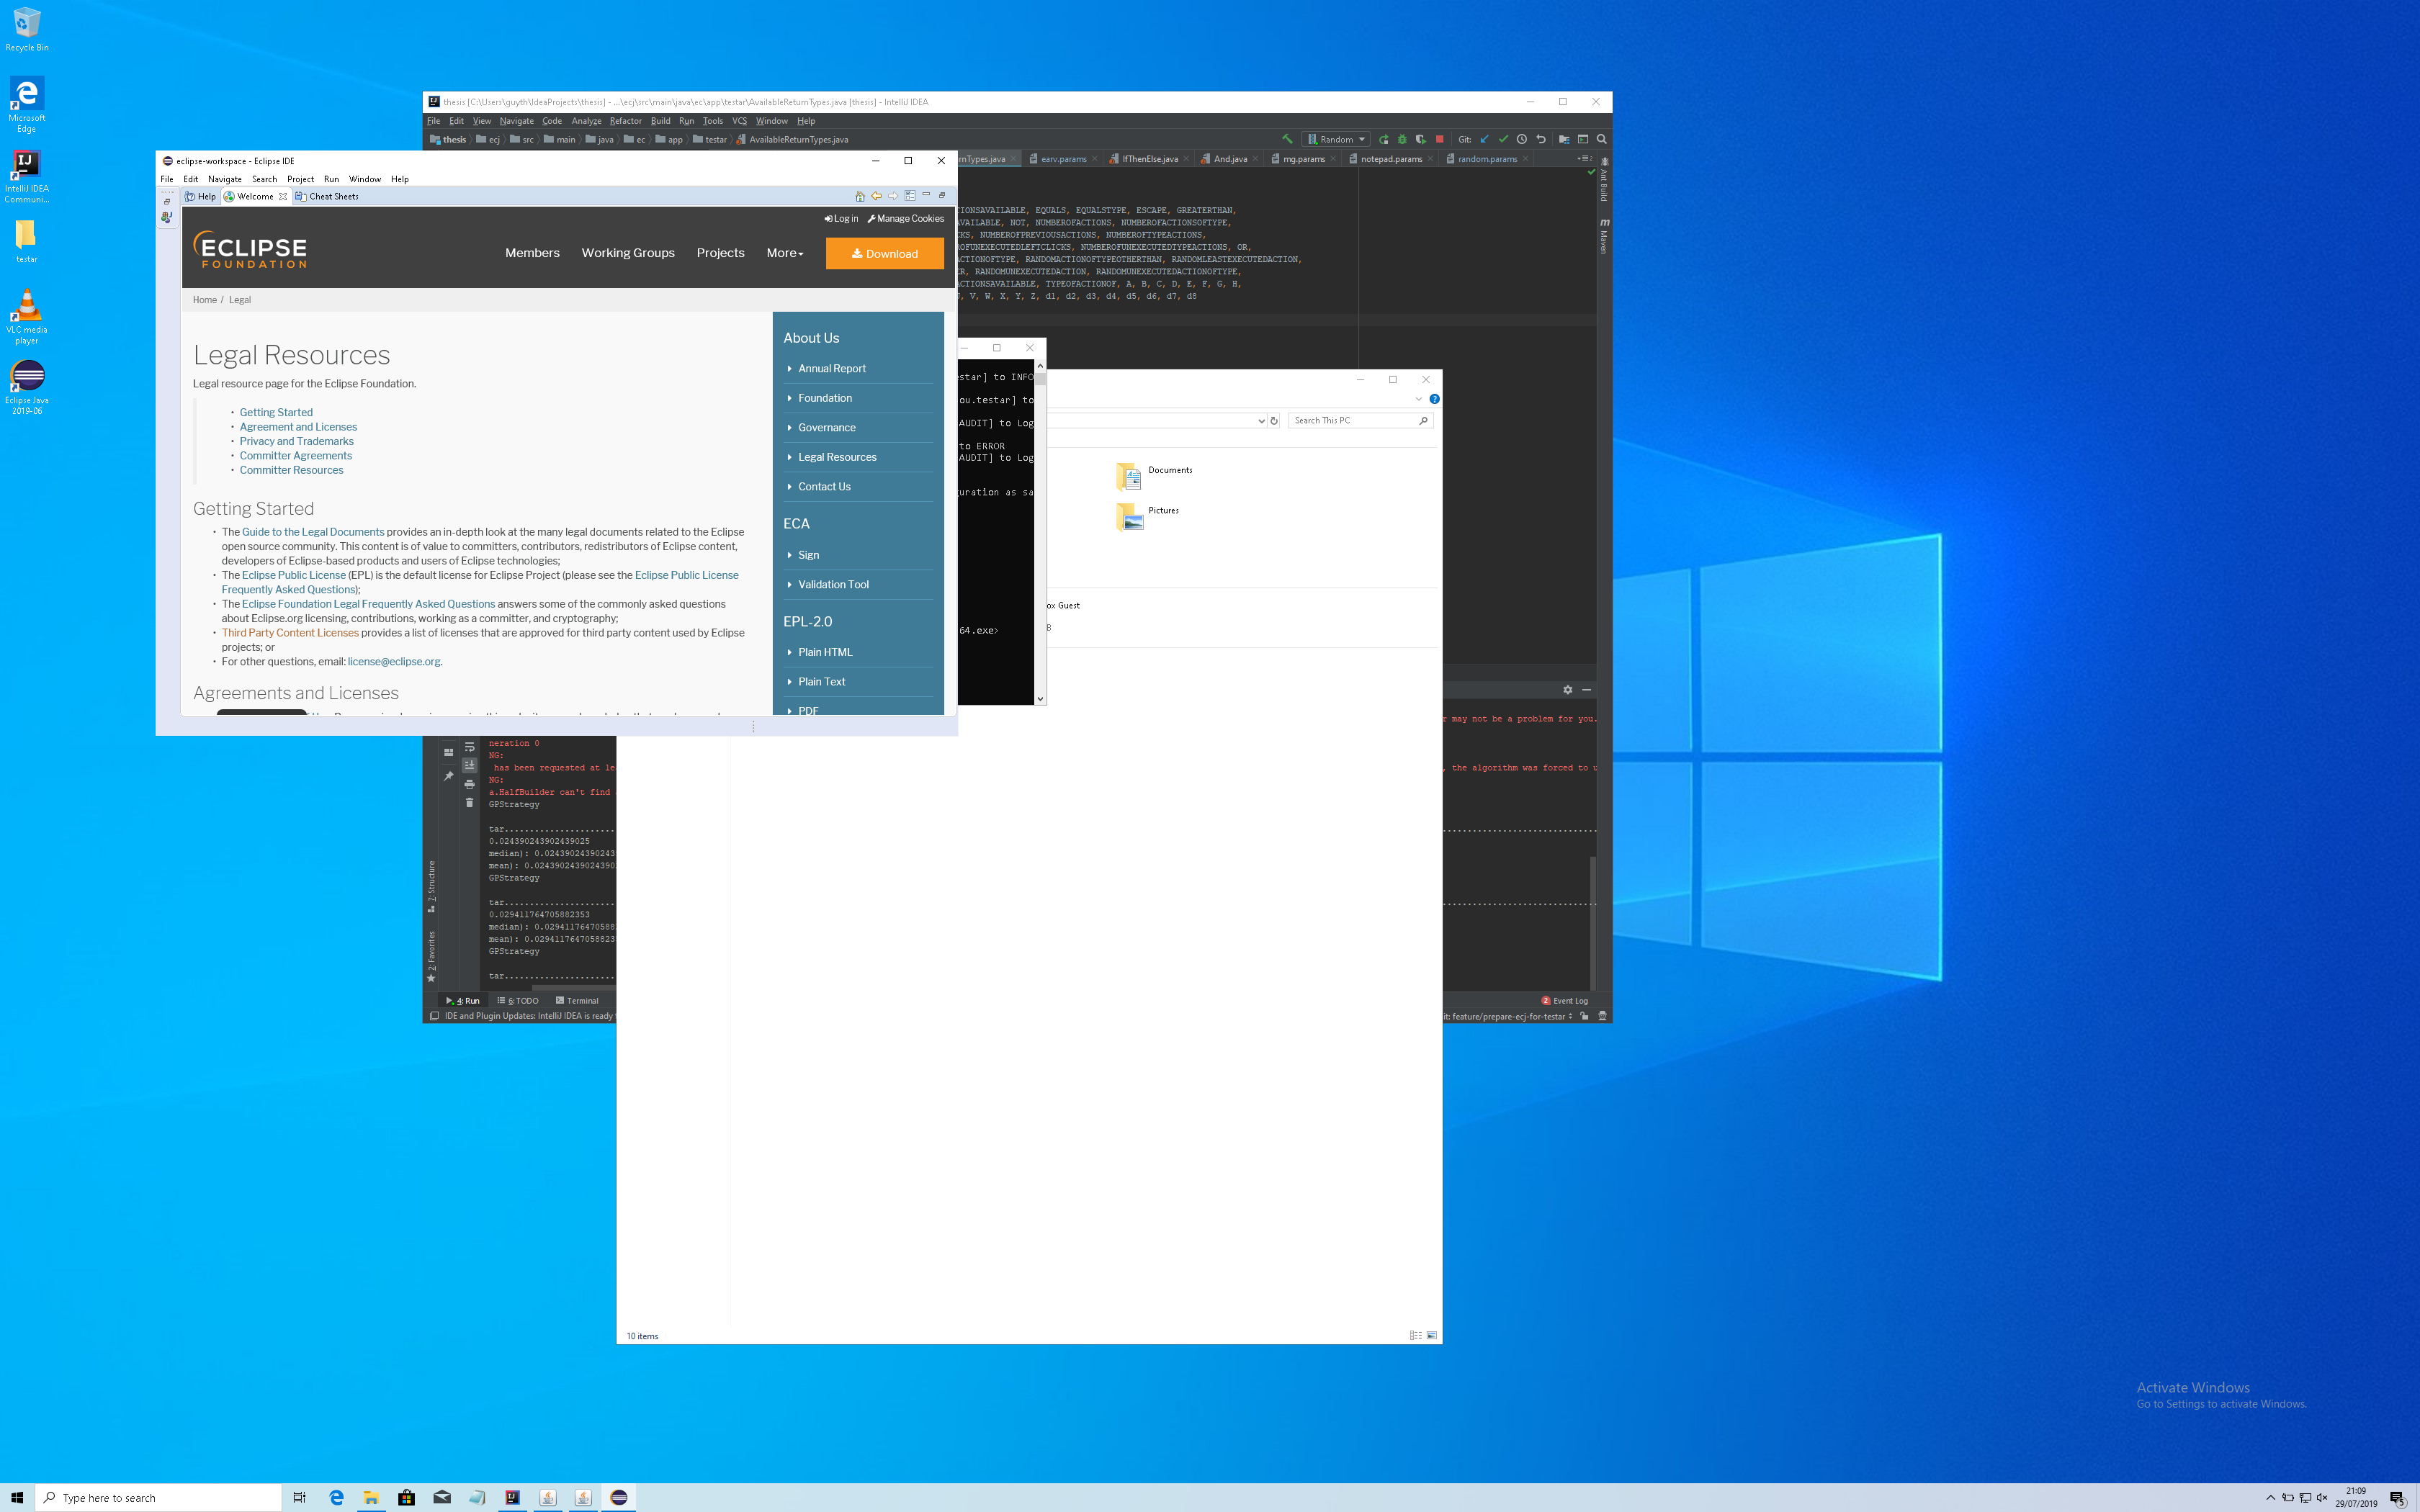 Recycle Bin
Microsoft
Edge
IntelliJ IDEA
Communi...
testar
VLC media
player
Eclipse Java
2019-06
thesis [C:\Users\guyth\IdeaProjects\thesis] - ...\ecj\src\main\java\ec\app\testar\AvailableReturnTypes.java [thesis] - IntelliJ IDEA
File Edit View Navigate Code Analyze Refactor Build Run Tools VCS Window Help
thesis ecj src main java ec app testar AvailableReturnTypes.java
Random
Git:
rnTypes.java earv.params IfThenElse.java And.java mg.params notepad.params random.params
Ant Build
Maven
TIONSAVAILABLE, EQUALS, EQUALSTYPE, ESCAPE, GREATERTHAN,
AVAILABLE, NOT, NUMBEROFACTIONS, NUMBEROFACTIONSOFTYPE,
CKS, NUMBEROFPREVIOUSACTIONS, NUMBEROFTYPEACTIONS,
ROFUNEXECUTEDLEFTCLICKS, NUMBEROFUNEXECUTEDTYPEACTIONS, OR,
ACTIONOFTYPE, RANDOMACTIONOFTYPEOTHERTHAN, RANDOMLEASTEXECUTEDACTION,
ER, RANDOMUNEXECUTEDACTION, RANDOMUNEXECUTEDACTIONOFTYPE,
ACTIONSAVAILABLE, TYPEOFACTIONOF, A, B, C, D, E, F, G, H,
V, W, X, Y, Z, d1, d2, d3, d4, d5, d6, d7, d8
eclipse-workspace - Eclipse IDE
File Edit Navigate Search Project Run Window Help
Help Welcome Cheat Sheets
Log in Manage Cookies
ECLIPSE
FOUNDATION
Members Working Groups Projects More Download
Home / Legal
Legal Resources
Legal resource page for the Eclipse Foundation.
• Getting Started
• Agreement and Licenses
• Privacy and Trademarks
• Committer Agreements
• Committer Resources
Getting Started
• The Guide to the Legal Documents provides an in-depth look at the many legal documents related to the Eclipse
open source community. This content is of value to committers, contributors, redistributors of Eclipse content,
developers of Eclipse-based products and users of Eclipse technologies;
• The Eclipse Public License (EPL) is the default license for Eclipse Project (please see the Eclipse Public License
Frequently Asked Questions);
• The Eclipse Foundation Legal Frequently Asked Questions answers some of the commonly asked questions
about Eclipse.org licensing, contributions, working as a committer, and cryptography;
• Third Party Content Licenses provides a list of licenses that are approved for third party content used by Eclipse
projects; or
• For other questions, email: license@eclipse.org.
Agreements and Licenses
About Us
Annual Report
Foundation
Governance
Legal Resources
Contact Us
ECA
Sign
Validation Tool
EPL-2.0
Plain HTML
Plain Text
PDF
estar] to INFO
ou.testar] to
AUDIT] to Log
to ERROR
AUDIT] to Log
guration as sa
64.exe>
Search This PC
Documents
Pictures
ox Guest
B
10 items
r may not be a problem for you.
, the algorithm was forced to u
neration 0
NG:
has been requested at le
NG:
a.HalfBuilder can't find
GPStrategy
tar.......................
0.024390243902439025
median): 0.02439024390243
mean): 0.0243902439024390
GPStrategy
tar.......................
0.029411764705882353
median): 0.02941176470588
mean): 0.0294117647058823
GPStrategy
tar.......................
7: Structure
2: Favorites
4: Run 6: TODO Terminal
2 Event Log
IDE and Plugin Updates: IntelliJ IDEA is ready
it: feature/prepare-ecj-for-testar
Activate Windows
Go to Settings to activate Windows.
Type here to search
21:09
29/07/2019
5